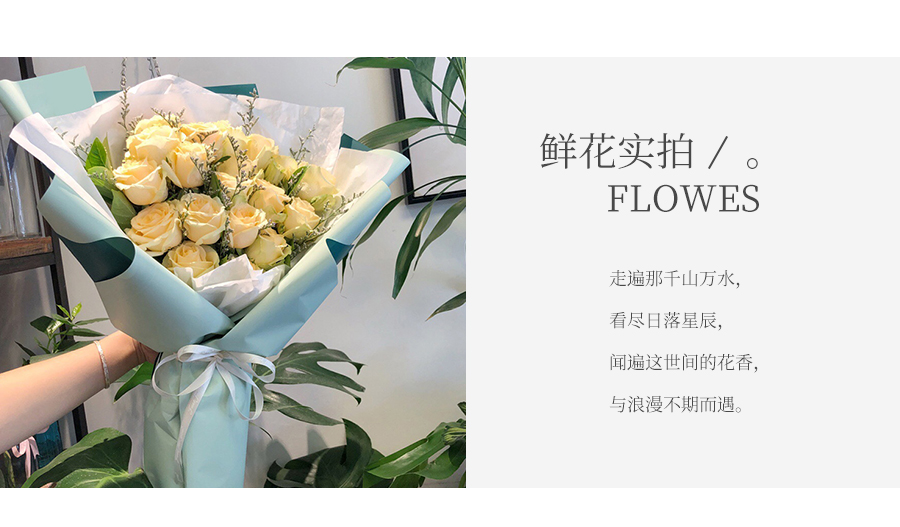 鲜花实拍 / 。
FLOWES
走遍那千山万水，
看尽日落星辰，
闻遍这世间的花香，
与浪漫不期而遇。